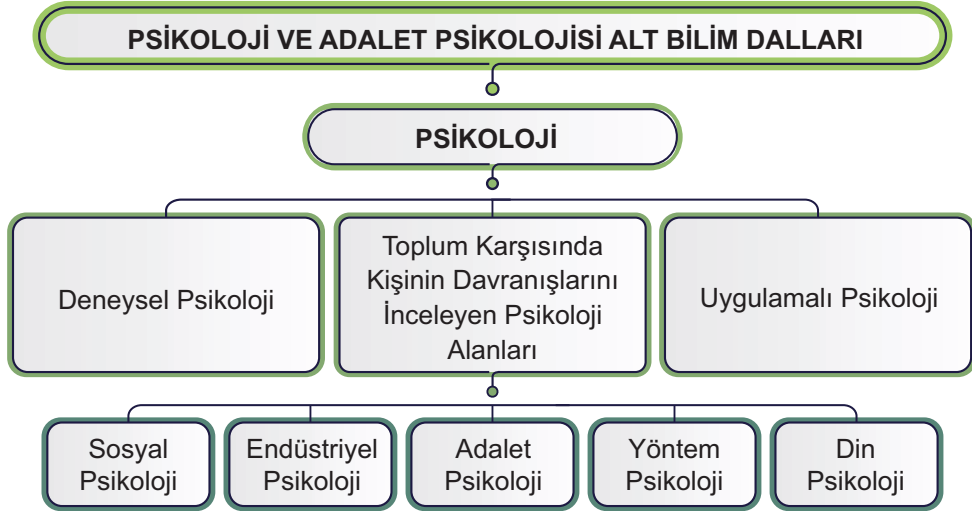 PSİKOLOJİ VE ADALET PSİKOLOJİSİ ALT BİLİM DALLARI
PSİKOLOJİ
Deneysel Psikoloji
Toplum Karşısında
Kişinin Davranışlarını
İnceleyen Psikoloji
Alanları
Uygulamalı Psikoloji
Sosyal
Psikoloji
Endüstriyel
Psikoloji
Adalet
Psikoloji
Yöntem
Psikoloji
Din
Psikoloji